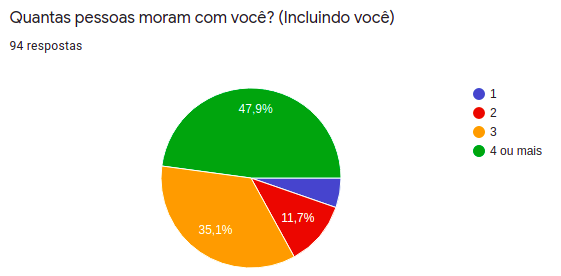 Quantas pessoas moram com você? (Incluindo você)
94 respostas
47,9%
11,7%
35,1%
1
2
3
4 ou mais